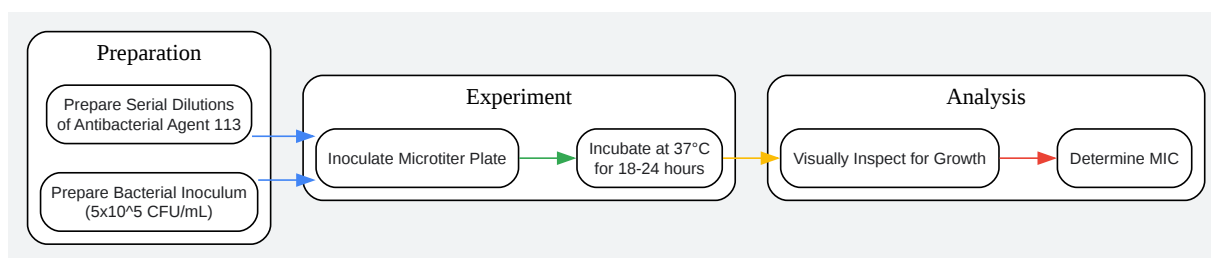 Preparation
Prepare Serial Dilutions
of Antibacterial Agent 113
Prepare Bacterial Inoculum
(5x10^5 CFU/mL)
Experiment
Inoculate Microtiter Plate
Incubate at 37°C
for 18-24 hours
Analysis
Visually Inspect for Growth
Determine MIC